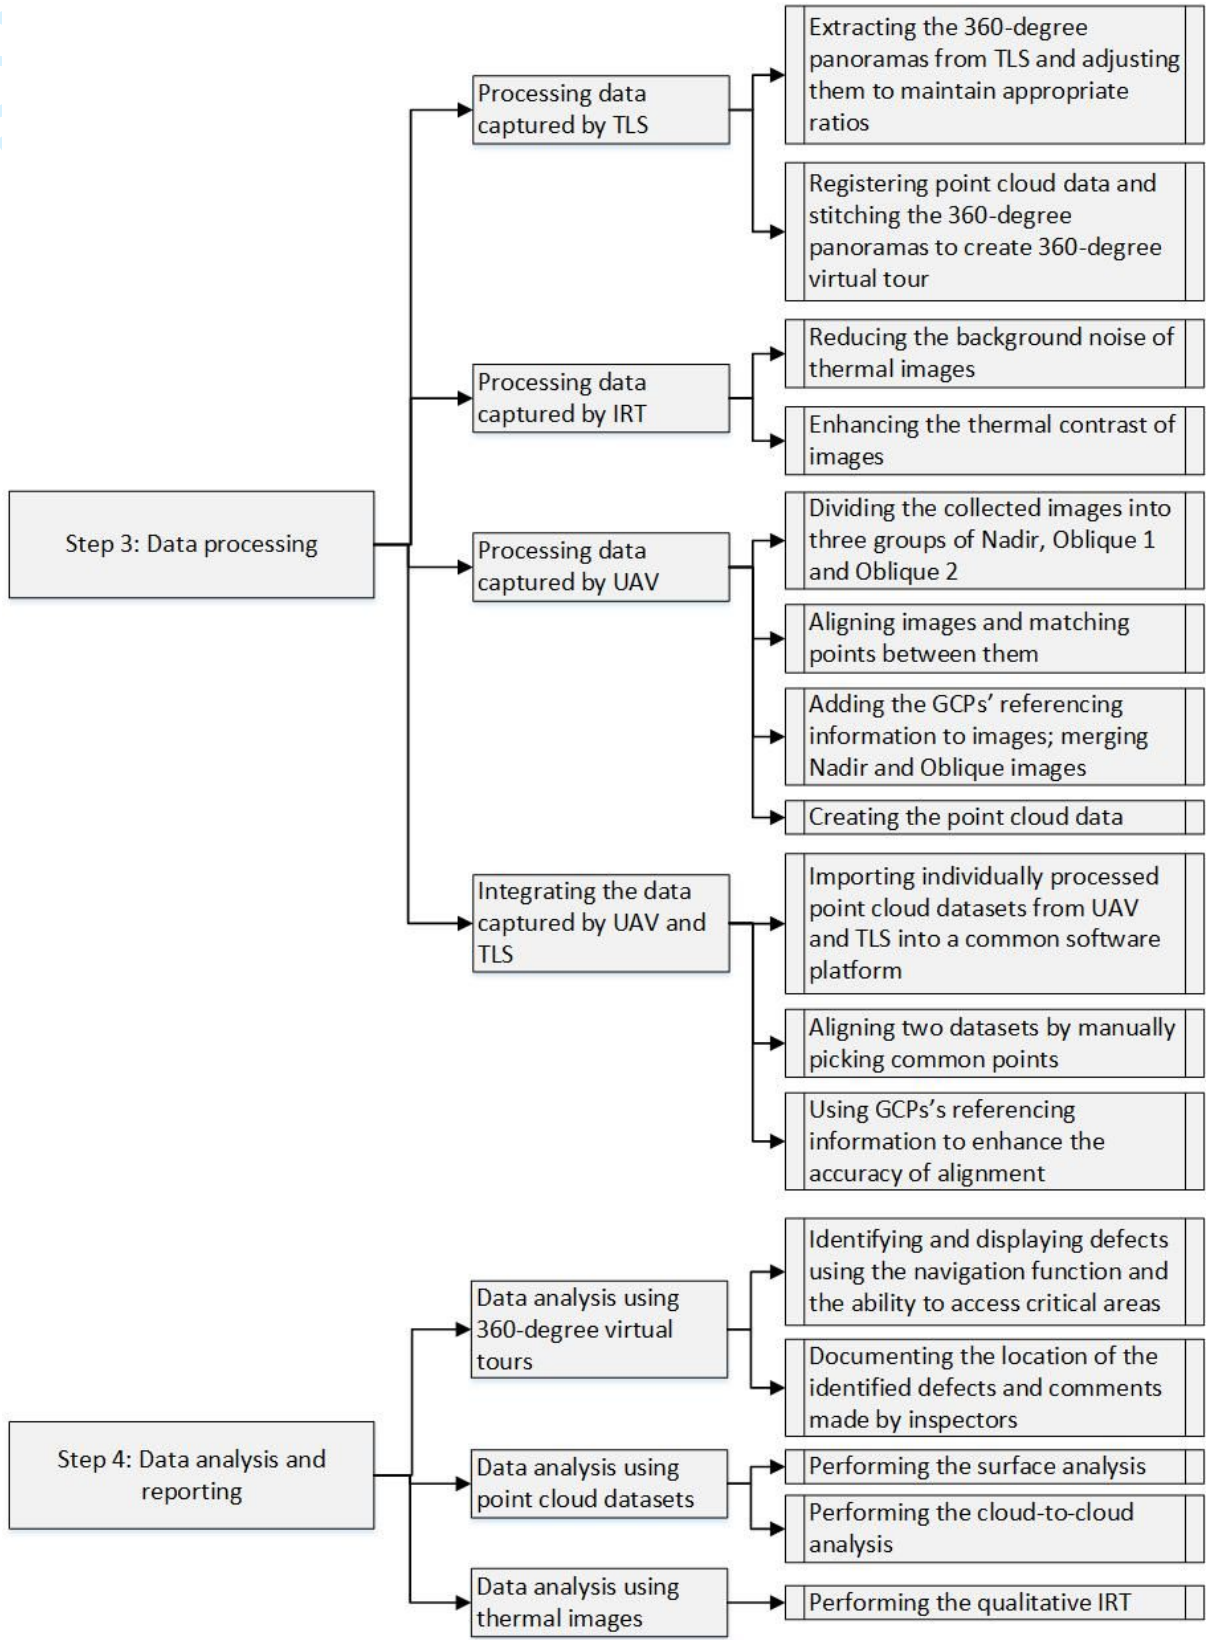 Extracting the 360-degree
panoramas from TLS and adjusting
them to maintain appropriate
ratios
Processing data
captured by TLS
Registering point cloud data and
stitching the 360-degree
panoramas to create 360-degree
virtual tour
Reducing the background noise of
thermal images
Processing data
captured by IRT
Enhancing the thermal contrast of
images
Step 3: Data processing
Dividing the collected images into
three groups of Nadir, Oblique 1
and Oblique 2
Processing data
captured by UAV
Aligning images and matching
points between them
Adding the GCPs’ referencing
information to images; merging
Nadir and Oblique images
Creating the point cloud data
Integrating the data
captured by UAV and
TLS
Importing individually processed
point cloud datasets from UAV
and TLS into a common software
platform
Aligning two datasets by manually
picking common points
Using GCPs’s referencing
information to enhance the
accuracy of alignment
Identifying and displaying defects
using the navigation function and
the ability to access critical areas
Data analysis using
360-degree virtual
tours
Documenting the location of the
identified defects and comments
made by inspectors
Step 4: Data analysis and
reporting
Data analysis using
point cloud datasets
Performing the surface analysis
Performing the cloud-to-cloud
analysis
Data analysis using
thermal images
Performing the qualitative IRT